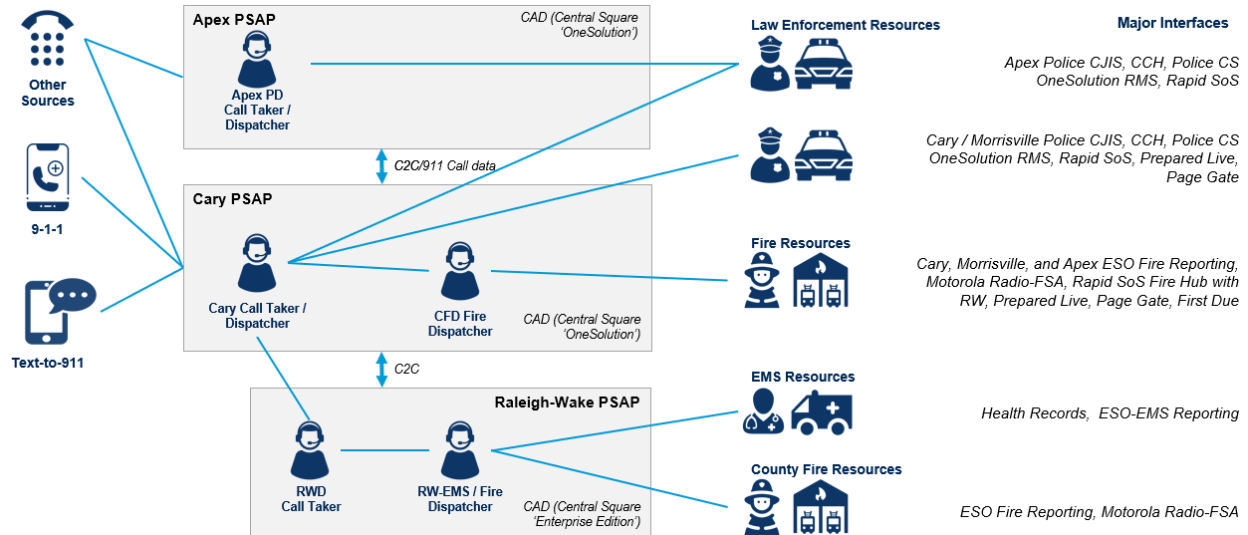 Other
Sources
9-1-1
Text-to-911
Apex PSAP
CAD (Central Square
'OneSolution')
Apex PD
Call Taker /
Dispatcher
C2C/911 Call data
Cary PSAP
Cary Call Taker /
Dispatcher
CFD Fire
Dispatcher
CAD (Central Square
'OneSolution')
C2C
Raleigh-Wake PSAP
RWD
Call Taker
RW-EMS / Fire
Dispatcher
CAD (Central Square
'Enterprise Edition')
Law Enforcement Resources
Fire Resources
EMS Resources
County Fire Resources
Major Interfaces
Apex Police CJIS, CCH, Police CS
OneSolution RMS, Rapid SoS
Cary / Morrisville Police CJIS, CCH, Police CS
OneSolution RMS, Rapid SoS, Prepared Live,
Page Gate
Cary, Morrisville, and Apex ESO Fire Reporting,
Motorola Radio-FSA, Rapid SoS Fire Hub with
RW, Prepared Live, Page Gate, First Due
Health Records, ESO-EMS Reporting
ESO Fire Reporting, Motorola Radio-FSA